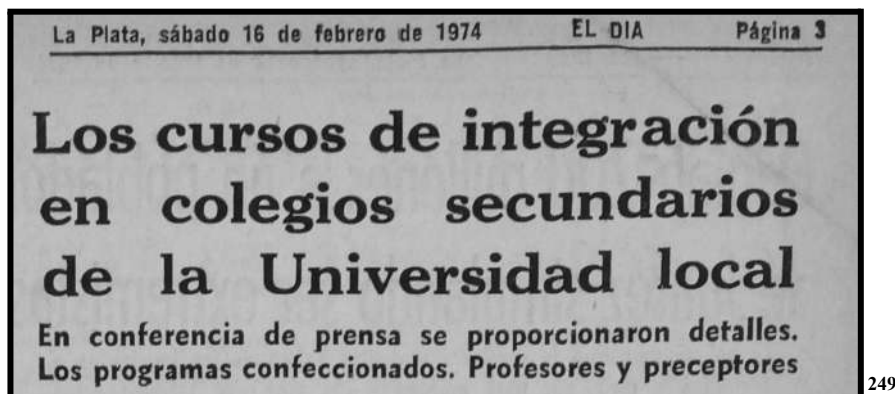 La Plata, sábado 16 de febrero de 1974 EL DIA Página 3
Los cursos de integración
en colegios secundarios
de la Universidad local
En conferencia de prensa se proporcionaron detalles.
Los programas confeccionados. Profesores y preceptores
249